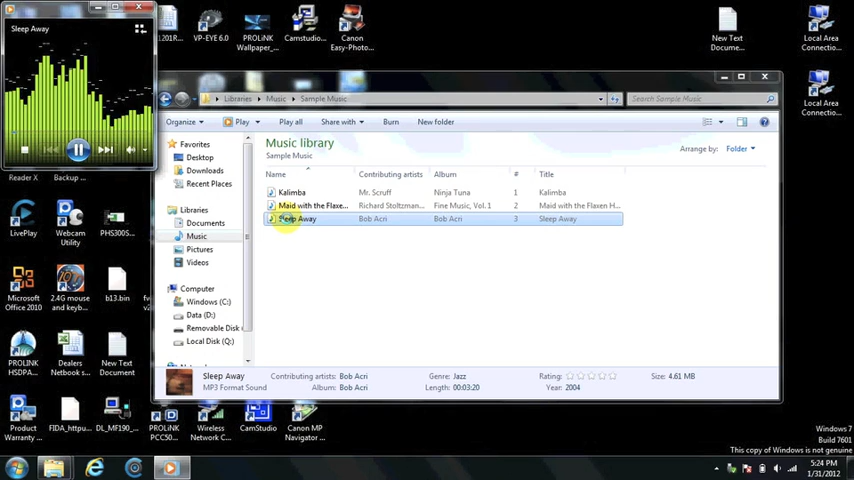 Sleep Away
1201R...
VP-EYE 6.0
PROLiNK
Wallpaper_...
Camstudio...
Canon
Easy-Photo...
New Text
Document
Local Area
Connectio...
Local Area
Connectio...
Libraries
Music
Sample Music
Search Sample Music
Organize
Play
Play all
Share with
Burn
New folder
Music library
Sample Music
Arrange by:
Folder
Name
Contributing artists
Album
#
Title
Kalimba
Mr. Scruff
Ninja Tuna
1
Kalimba
Maid with the Flaxe...
Richard Stoltzman...
Fine Music, Vol. 1
2
Maid with the Flaxen H...
Sleep Away
Bob Acri
Bob Acri
3
Sleep Away
Favorites
Desktop
Downloads
Recent Places
Libraries
Documents
Music
Pictures
Videos
Computer
Windows (C:)
Data (D:)
Removable Disk
Local Disk (Q:)
Sleep Away
MP3 Format Sound
Contributing artists: Bob Acri
Album: Bob Acri
Genre: Jazz
Length: 00:03:20
Rating:
Year: 2004
Size: 4.61 MB
Reader X
Backup ...
LivePlay
Webcam
Utility
PHS300S...
Microsoft
Office 2010
2.4G mouse
and keyb...
b13.bin
PROLiNK
HSDPA...
Dealers
Netbook s...
New Text
Document
Product
Warranty ...
FIDA_httpu...
DL_MF190_...
PROLiNK
PCC50...
Wireless
Network C...
CamStudio
Canon MP
Navigator ...
Windows 7
Build 7601
This copy of Windows is not genuine
5:24 PM
1/31/2012